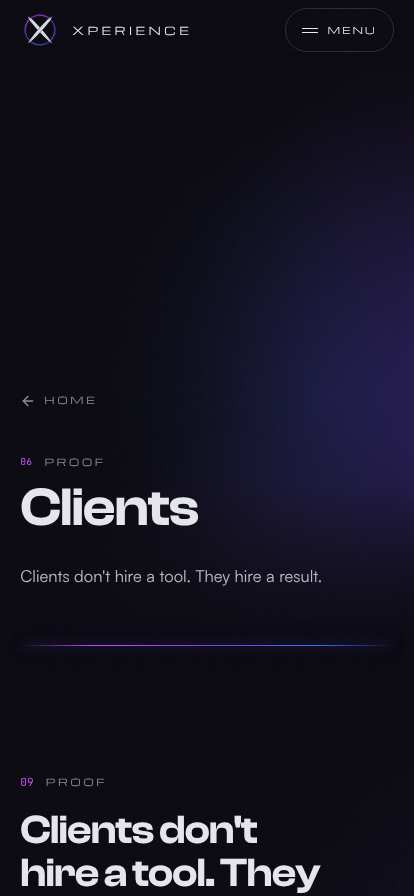 XPERIENCE
MENU
HOME
06 PROOF
Clients
Clients don't hire a tool. They hire a result.
09 PROOF
Clients don't
hire a tool. They